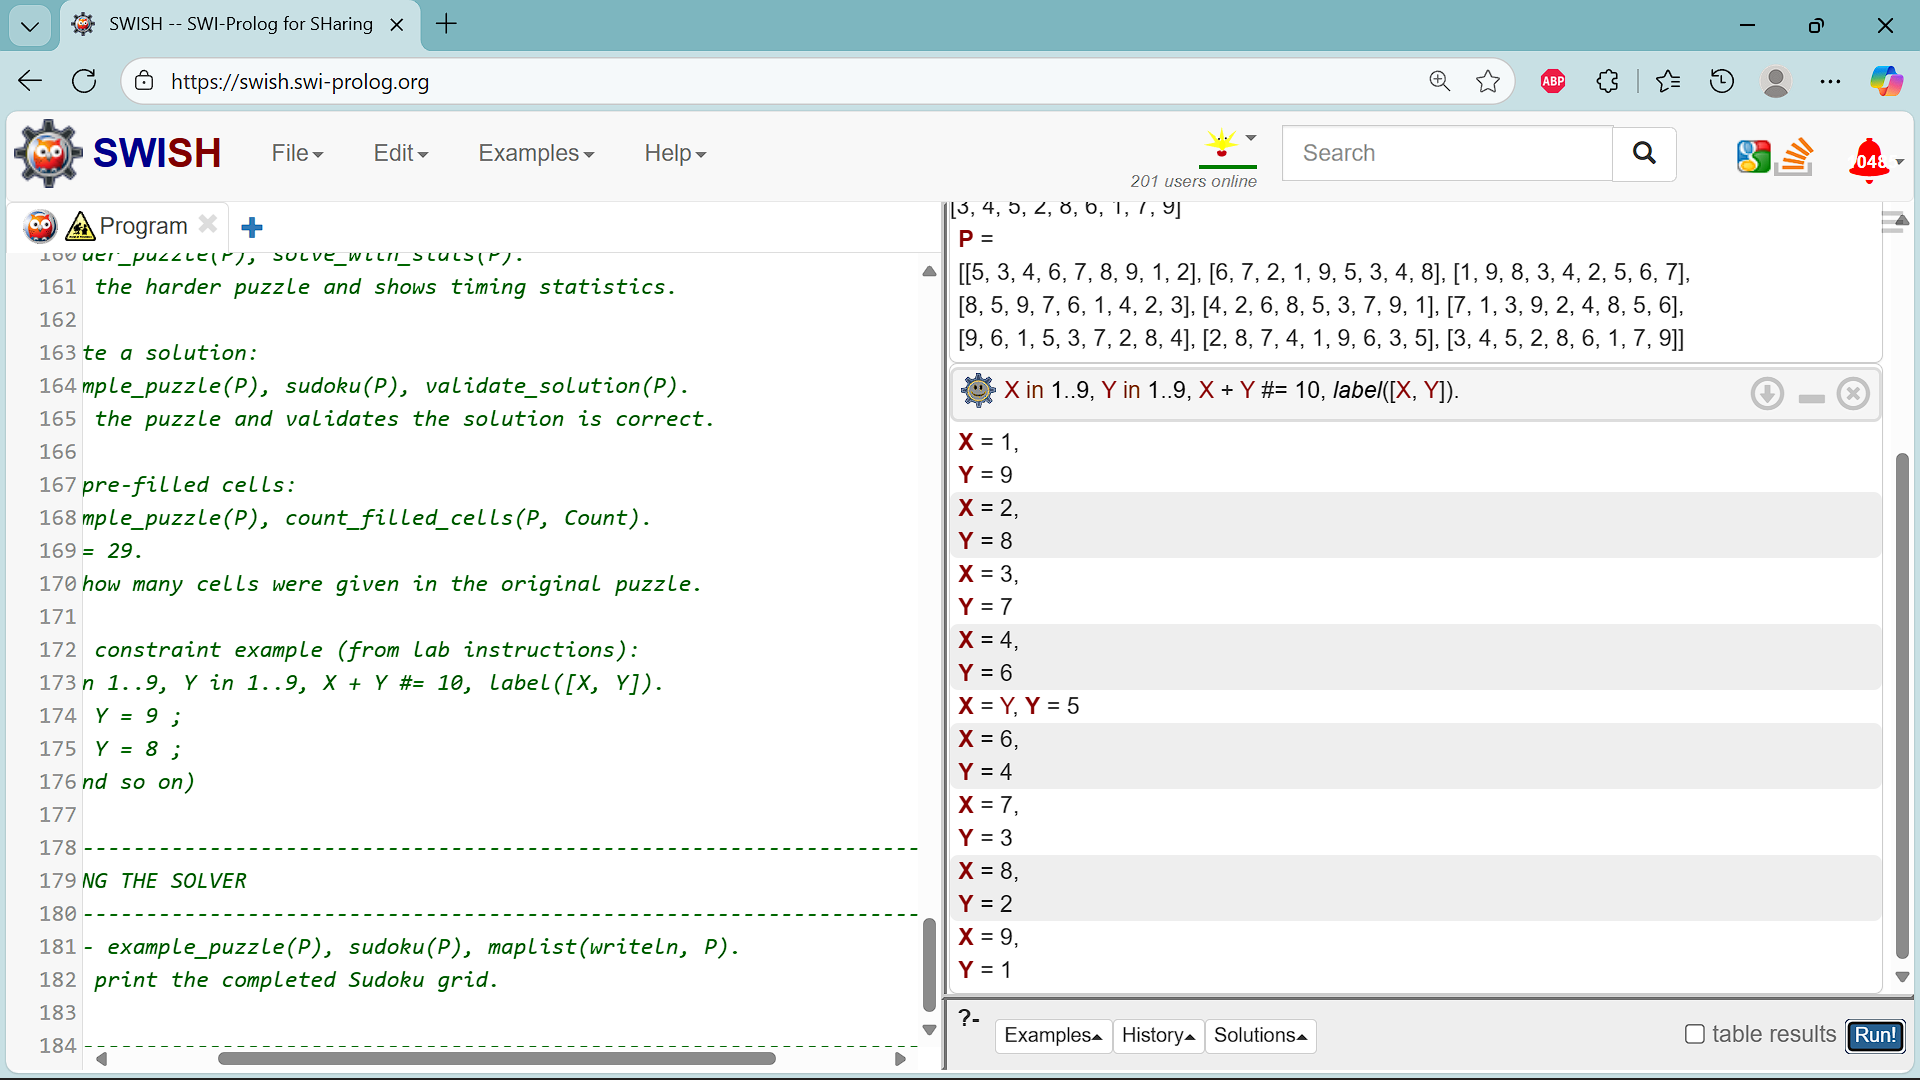 SWISH -- SWI-Prolog for SHaring
https://swish.swi-prolog.org
ABP
SWISH
File
Edit
Examples
Help
201 users online
Search
048
Program
160 der_puzzle(P), solve_with_stats(P).
161 the harder puzzle and shows timing statistics.
162
163 te a solution:
164 mple_puzzle(P), sudoku(P), validate_solution(P).
165 the puzzle and validates the solution is correct.
166
167 pre-filled cells:
168 mple_puzzle(P), count_filled_cells(P, Count).
169 = 29.
170 how many cells were given in the original puzzle.
171
172 constraint example (from lab instructions):
173 n 1..9, Y in 1..9, X + Y #= 10, label([X, Y]).
174 Y = 9 ;
175 Y = 8 ;
176 nd so on)
177
178 ------------------------------------------------------------------
179 NG THE SOLVER
180 ------------------------------------------------------------------
181 - example_puzzle(P), sudoku(P), maplist(writeln, P).
182 print the completed Sudoku grid.
183
184 ------------------------------------------------------------------
[3, 4, 5, 2, 8, 6, 1, 7, 9]
P =
[[5, 3, 4, 6, 7, 8, 9, 1, 2], [6, 7, 2, 1, 9, 5, 3, 4, 8], [1, 9, 8, 3, 4, 2, 5, 6, 7],
[8, 5, 9, 7, 6, 1, 4, 2, 3], [4, 2, 6, 8, 5, 3, 7, 9, 1], [7, 1, 3, 9, 2, 4, 8, 5, 6],
[9, 6, 1, 5, 3, 7, 2, 8, 4], [2, 8, 7, 4, 1, 9, 6, 3, 5], [3, 4, 5, 2, 8, 6, 1, 7, 9]]
X in 1..9, Y in 1..9, X + Y #= 10, label([X, Y]).
X = 1,
Y = 9
X = 2,
Y = 8
X = 3,
Y = 7
X = 4,
Y = 6
X = Y, Y = 5
X = 6,
Y = 4
X = 7,
Y = 3
X = 8,
Y = 2
X = 9,
Y = 1
?-
Examples
History
Solutions
table results
Run!